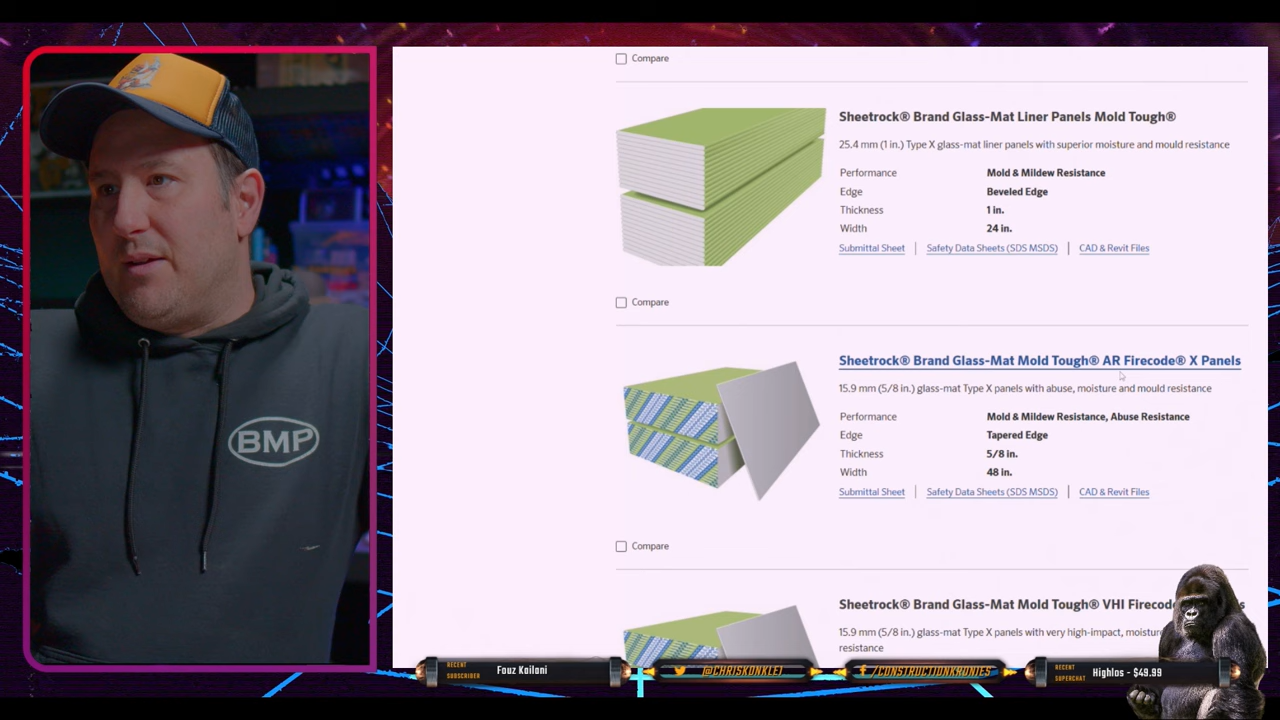 Compare
Sheetrock® Brand Glass-Mat Liner Panels Mold Tough®
25.4 mm (1 in.) Type X glass-mat liner panels with superior moisture and mould resistance
Performance Mold & Mildew Resistance
Edge Beveled Edge
Thickness 1 in.
Width 24 in.
Submittal Sheet | Safety Data Sheets (SDS MSDS) | CAD & Revit Files
Compare
Sheetrock® Brand Glass-Mat Mold Tough® AR Firecode® X Panels
15.9 mm (5/8 in.) glass-mat Type X panels with abuse, moisture and mould resistance
Performance Mold & Mildew Resistance, Abuse Resistance
Edge Tapered Edge
Thickness 5/8 in.
Width 48 in.
Submittal Sheet | Safety Data Sheets (SDS MSDS) | CAD & Revit Files
Compare
Sheetrock® Brand Glass-Mat Mold Tough® VHI
15.9 mm (5/8 in.) glass-mat Type X panels with very high-impact,
resistance
BMP
RECENT SUBSCRIBER Fouz Kailani
@CHRISKONKLE1
/CONSTRUCTIONKRONIES
RECENT SUPERCHAT Highlos - $49.99